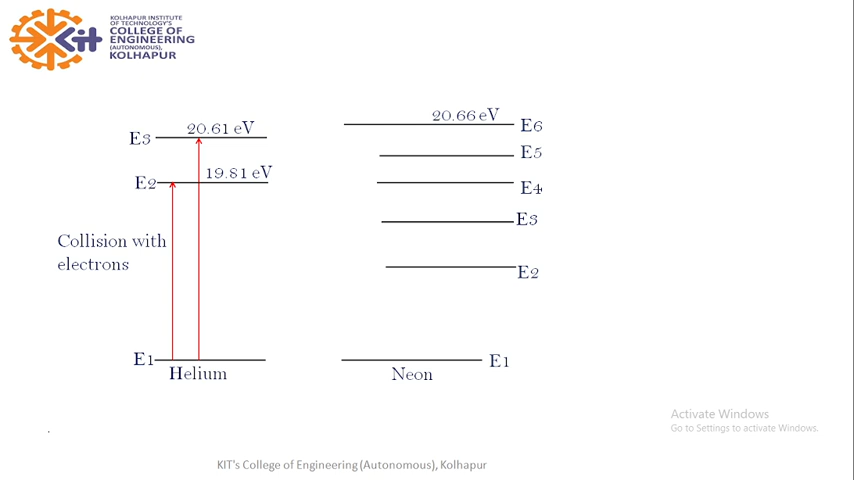 KOLHAPUR INSTITUTE
OF TECHNOLOGY'S
COLLEGE OF
ENGINEERING
(AUTONOMOUS),
KOLHAPUR
kit
20.66 eV
E6
20.61 eV
E3
E5
19.81 eV
E2
E4
E3
Collision with
electrons
E2
E1
E1
Helium
Neon
Activate Windows
Go to Settings to activate Windows.
KIT's College of Engineering (Autonomous), Kolhapur